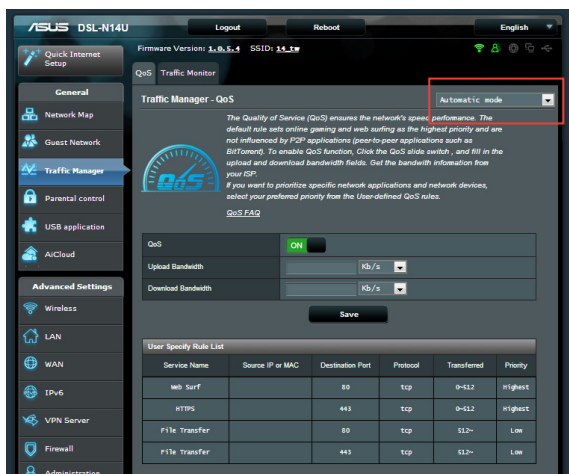 ASUS DSL-N14U
Logout
Reboot
English
Quick Internet
Setup
Firmware Version: 1.0.5.4 SSID: 14_tw
QoS Traffic Monitor
General
Network Map
Guest Network
Traffic Manager
Parental control
USB application
AiCloud
Advanced Settings
Wireless
LAN
WAN
IPv6
VPN Server
Firewall
Administration
Traffic Manager - QoS
Automatic mode
The Quality of Service (QoS) ensures the network's speed performance. The
default rule sets online gaming and web surfing as the highest priority and are
not influenced by P2P applications (peer-to-peer applications such as
BitTorrent). To enable QoS function, Click the QoS slide switch , and fill in the
upload and download bandwidth fields. Get the bandwith information from
your ISP.
If you want to prioritize specific network applications and network devices,
select your preferred priority from the User-defined QoS rules.
QoS FAQ
QoS
QoS ON
Upload Bandwidth Kb/s
Download Bandwidth Kb/s
Save
User Specify Rule List
Service Name Source IP or MAC Destination Port Protocol Transferred Priority
Web Surf 80 tcp 0~512 Highest
HTTPS 443 tcp 0~512 Highest
File Transfer 80 tcp 512~ Low
File Transfer 443 tcp 512~ Low